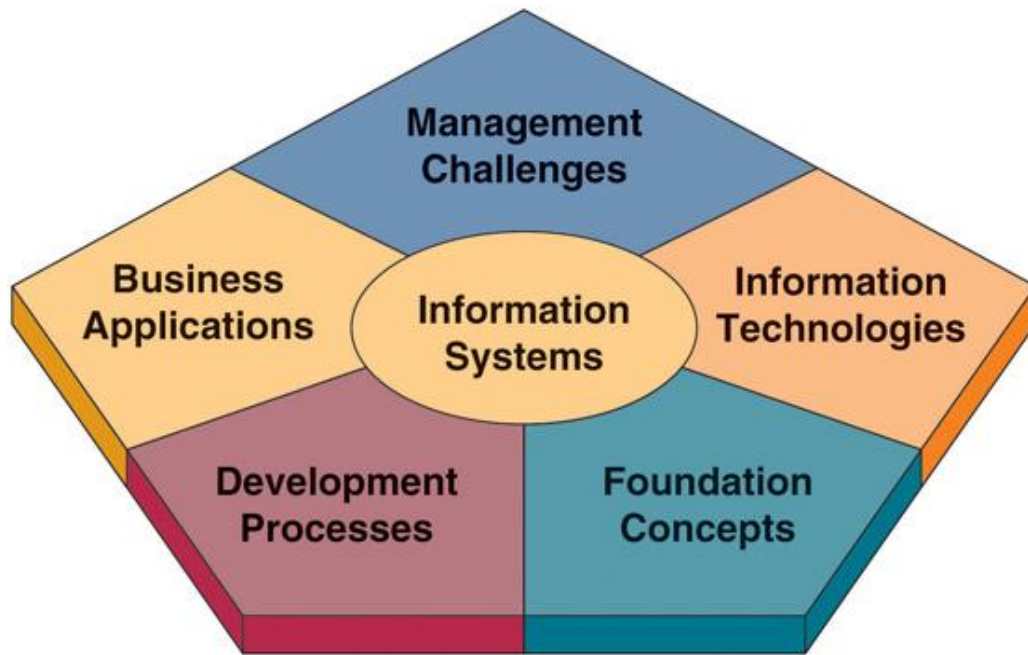 Management
Challenges
Business
Applications
Information
Systems
Information
Technologies
Development
Processes
Foundation
Concepts